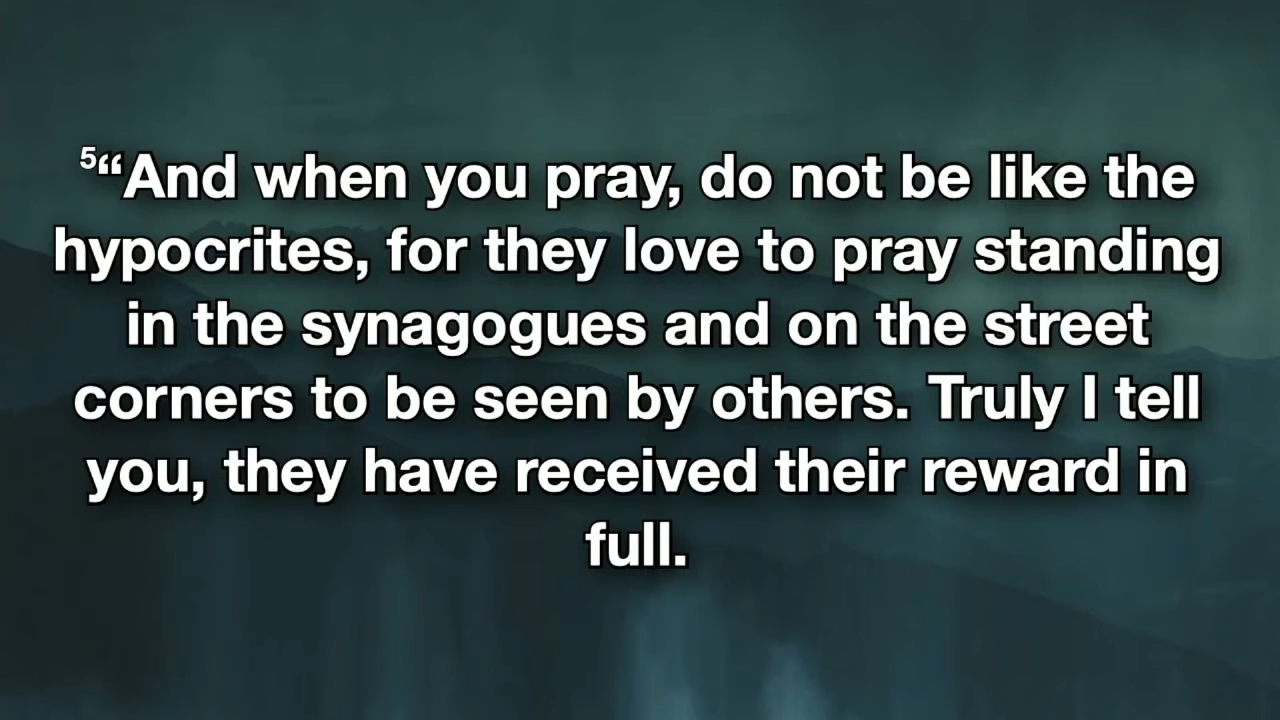 ⁵“And when you pray, do not be like the
hypocrites, for they love to pray standing
in the synagogues and on the street
corners to be seen by others. Truly I tell
you, they have received their reward in
full.